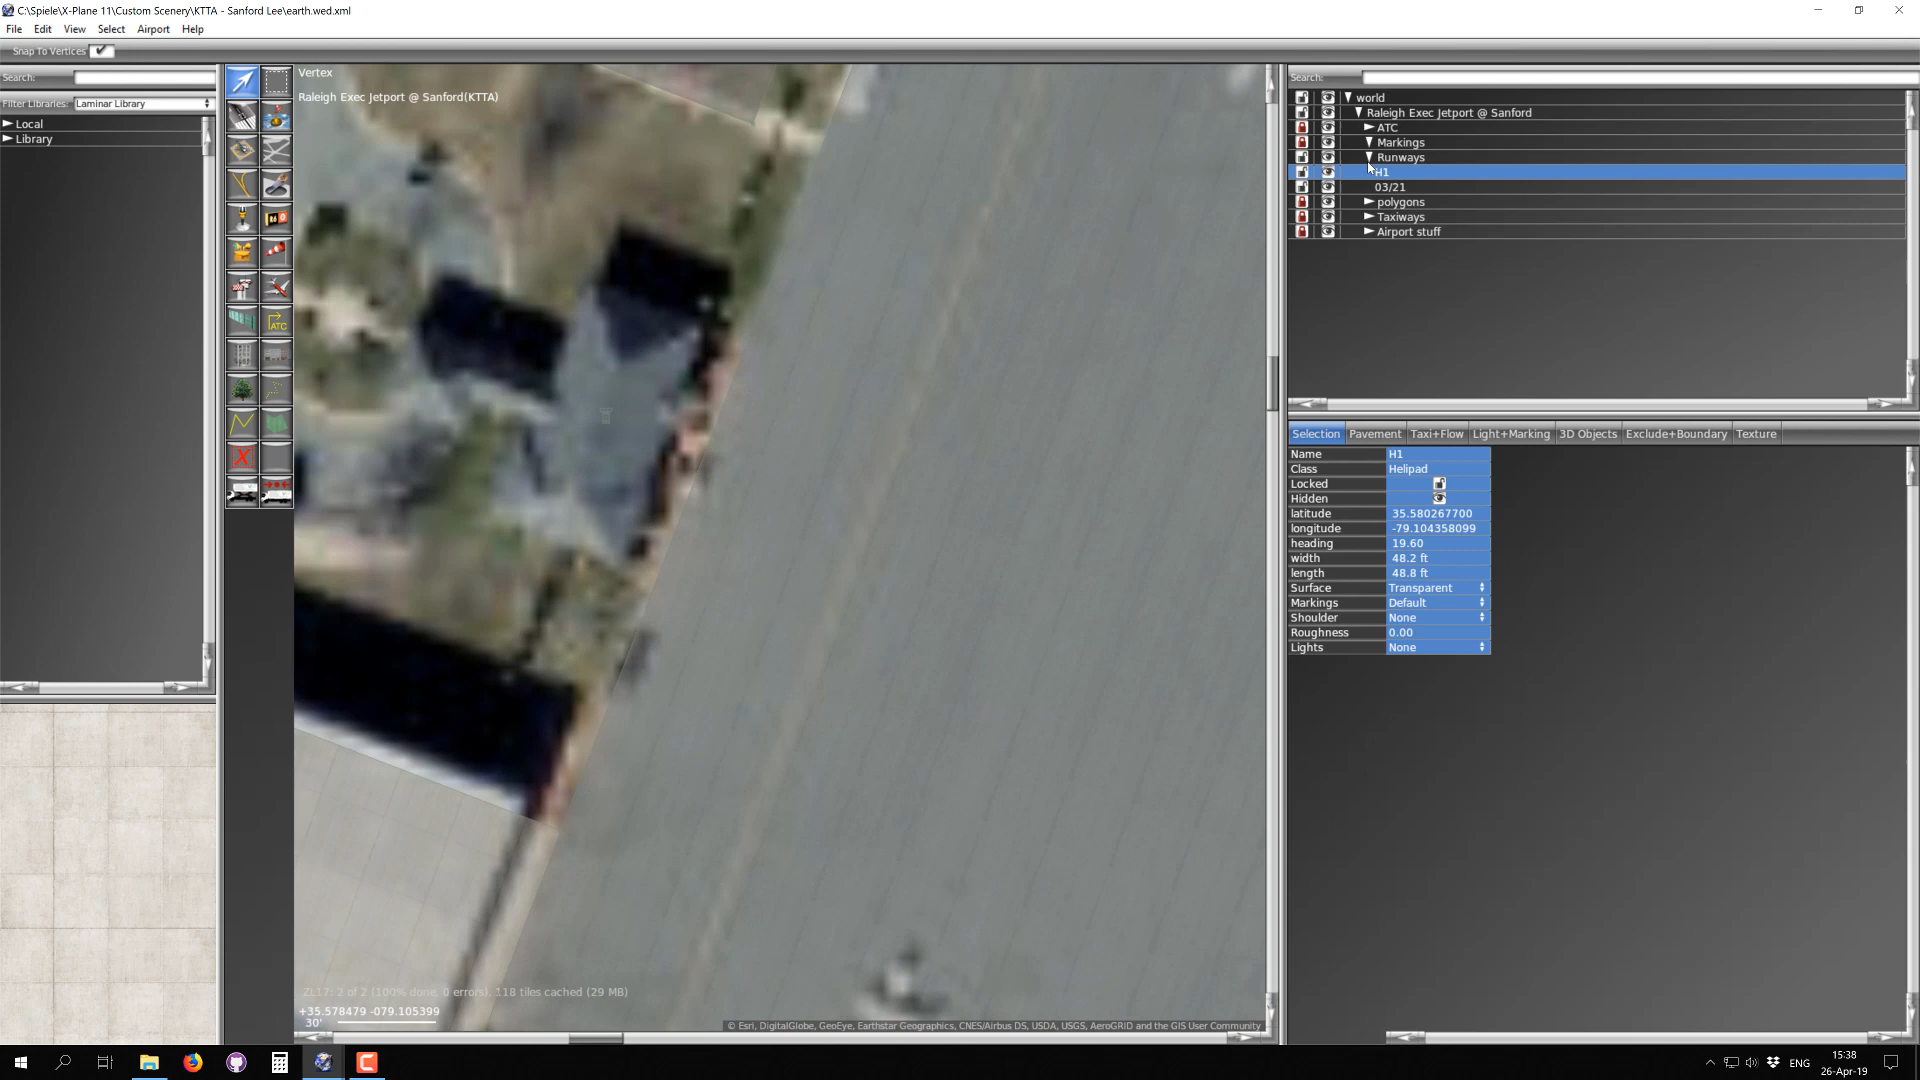 C:\Spiele\X-Plane 11\Custom Scenery\KTTA - Sanford Lee\earth.wed.xml
File Edit View Select Airport Help
Snap To Vertices
Search:
Filter Libraries: Laminar Library
Local
Library
Vertex
Raleigh Exec Jetport @ Sanford(KTTA)
ATC
ZL17: 2 of 2 (100% done, 0 errors). 118 tiles cached (29 MB)
+35.578479 -079.105399
30'
© Esri, DigitalGlobe, GeoEye, Earthstar Geographics, CNES/Airbus DS, USDA, USGS, AeroGRID and the GIS User Community
Search:
world
Raleigh Exec Jetport @ Sanford
ATC
Markings
Runways
H1
03/21
polygons
Taxiways
Airport stuff
Selection Pavement Taxi+Flow Light+Marking 3D Objects Exclude+Boundary Texture
Name H1
Class Helipad
Locked
Hidden
latitude 35.580267700
longitude -79.104358099
heading 19.60
width 48.2 ft
length 48.8 ft
Surface Transparent
Markings Default
Shoulder None
Roughness 0.00
Lights None
ENG
15:38
26-Apr-19